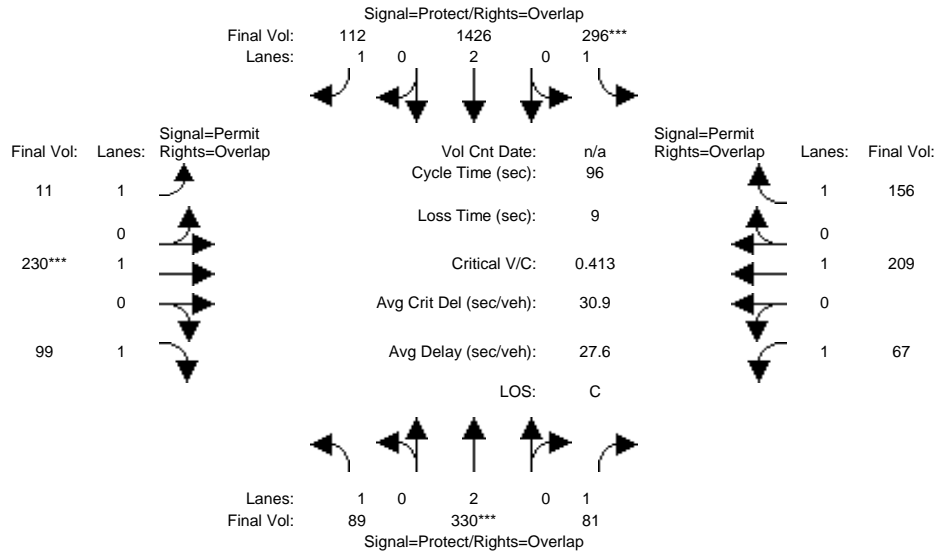 Signal=Protect/Rights=Overlap
Final Vol: 112 1426 296***
Lanes: 1 0 2 0 1
Signal=Permit Signal=Permit
Final Vol: Lanes: Rights=Overlap Vol Cnt Date: n/a Rights=Overlap Lanes: Final Vol:
Cycle Time (sec): 96
11 1 1 156
Loss Time (sec): 9
0 0
230*** 1 Critical V/C: 0.413 1 209
0 Avg Crit Del (sec/veh): 30.9 0
99 1 Avg Delay (sec/veh): 27.6 1 67
LOS: C
Lanes: 1 0 2 0 1
Final Vol: 89 330*** 81
Signal=Protect/Rights=Overlap